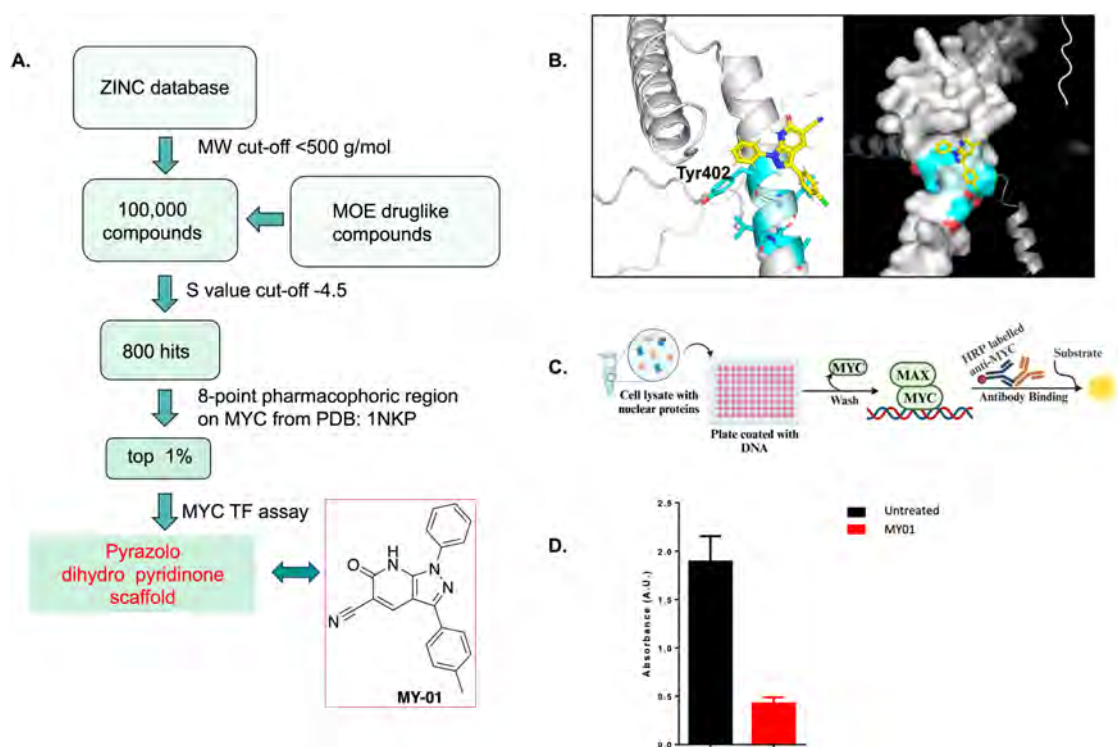 A.
ZINC database
MW cut-off <500 g/mol
100,000
compounds
MOE druglike
compounds
S value cut-off -4.5
800 hits
8-point pharmacophoric region
on MYC from PDB: 1NKP
top 1%
MYC TF assay
Pyrazolo
dihydro pyridinone
scaffold
H
N
O
N
N
N
MY-01
B.
Tyr402
C.
Cell lysate with
nuclear proteins
Plate coated with
DNA
MYC
Wash
MAX
MYC
HRP labelled
anti-MYC
Antibody Binding
Substrate
D.
Untreated
MY01
Absorbance (A.U.)
2.5
2.0
1.5
1.0
0.5
0.0